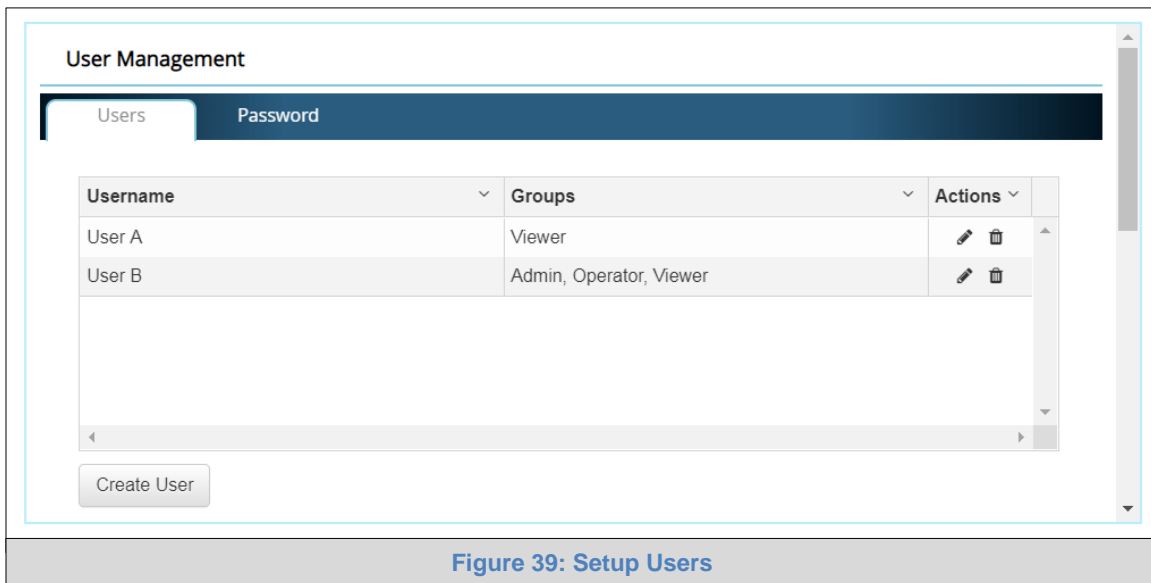 User Management
Users Password
Username Groups Actions
User A Viewer
User B Admin, Operator, Viewer
Create User
Figure 39: Setup Users